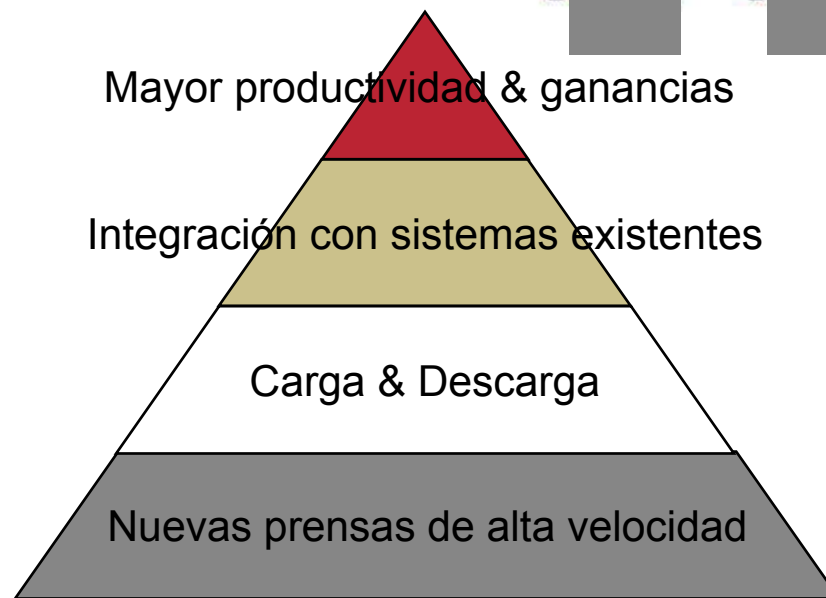 Mayor productividad & ganancias
Integración con sistemas existentes
Carga & Descarga
Nuevas prensas de alta velocidad